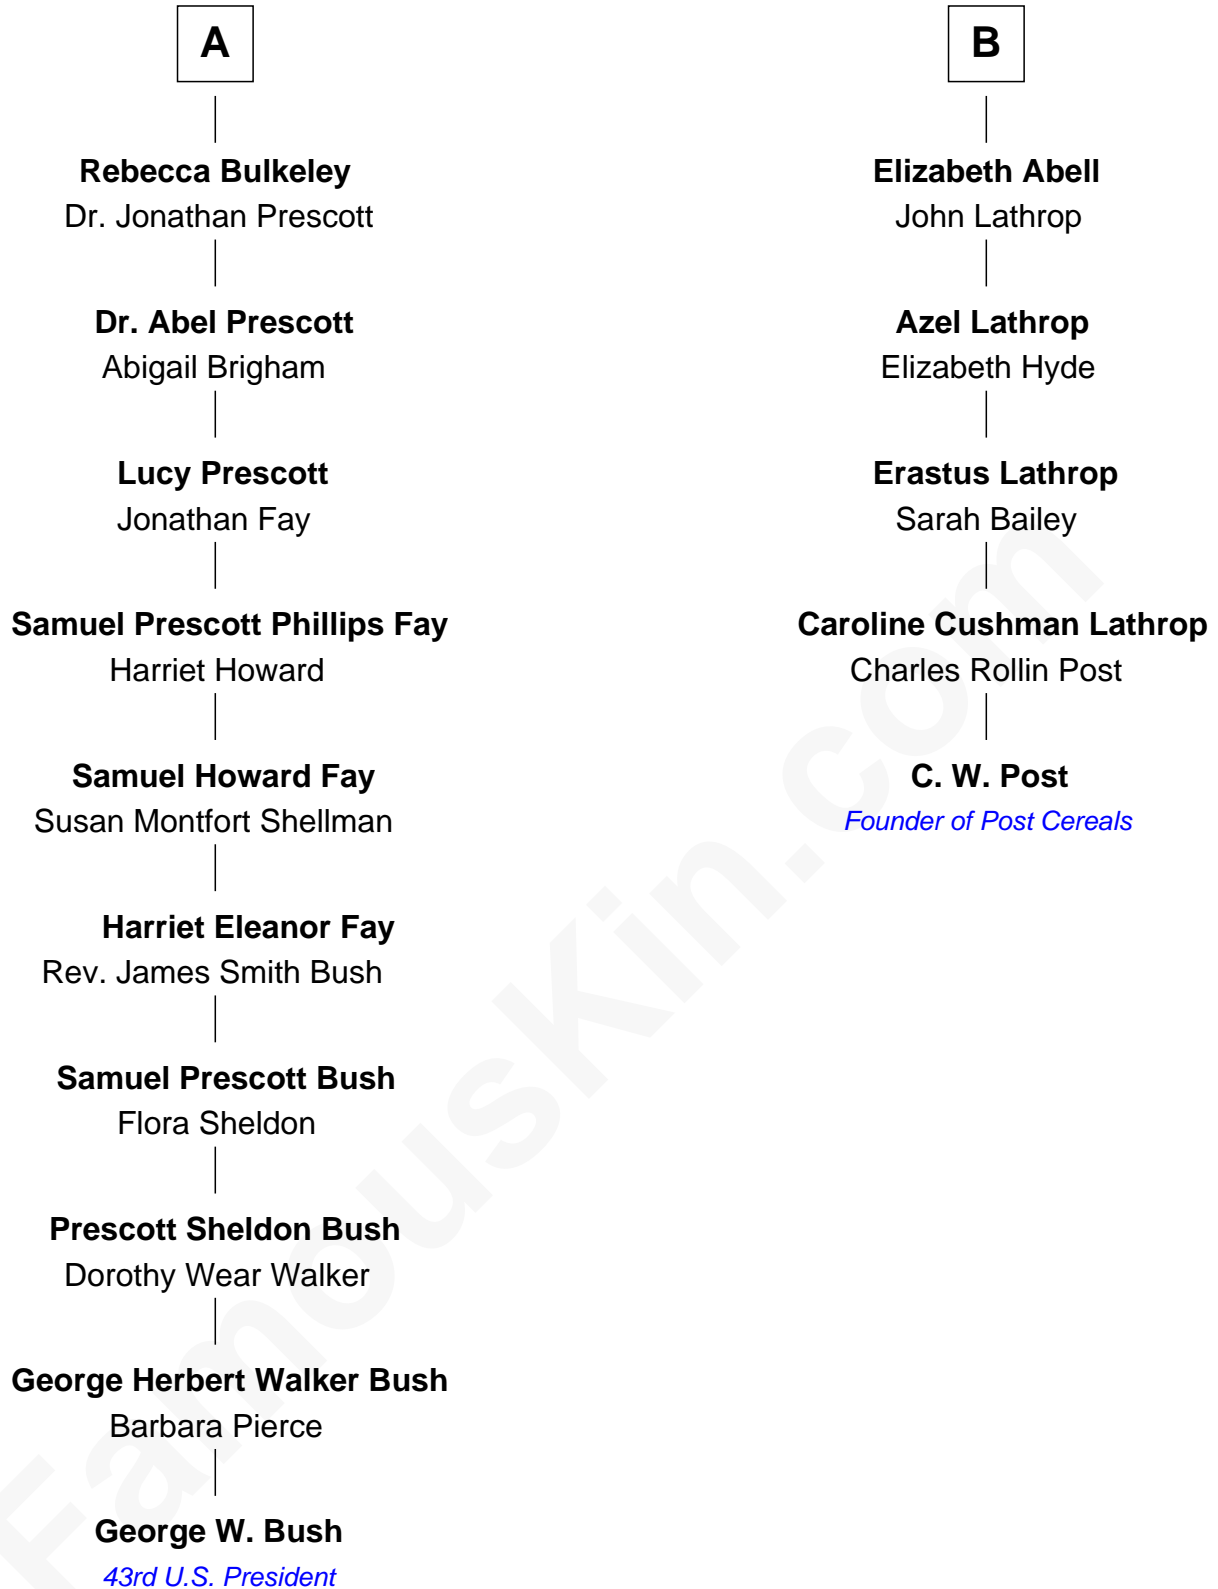 A
Rebecca Bulkeley
Dr. Jonathan Prescott
Dr. Abel Prescott
Abigail Brigham
Lucy Prescott
Jonathan Fay
Samuel Prescott Phillips Fay
Harriet Howard
Samuel Howard Fay
Susan Montfort Shellman
Harriet Eleanor Fay
Rev. James Smith Bush
Samuel Prescott Bush
Flora Sheldon
Prescott Sheldon Bush
Dorothy Wear Walker
George Herbert Walker Bush
Barbara Pierce
George W. Bush
43rd U.S. President
B
Elizabeth Abell
John Lathrop
Azel Lathrop
Elizabeth Hyde
Erastus Lathrop
Sarah Bailey
Caroline Cushman Lathrop
Charles Rollin Post
C. W. Post
Founder of Post Cereals
FamousKin.com